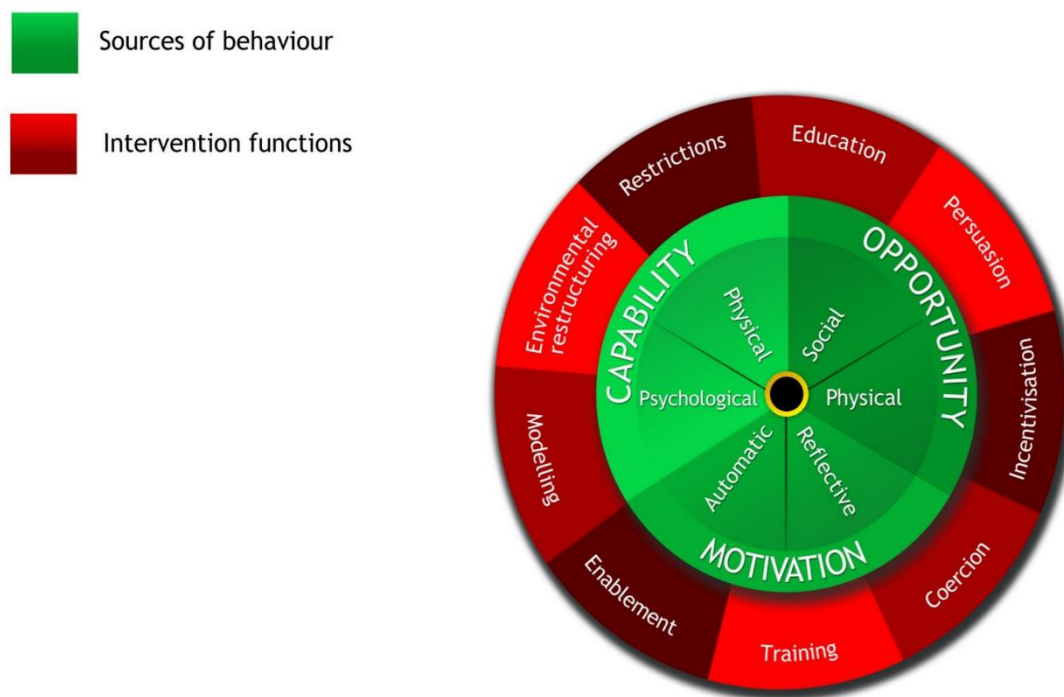 Sources of behaviour
Intervention functions
Restrictions
Education
Persuasion
Incentivisation
Coercion
Training
Enablement
Modelling
Environmental
restructuring
CAPABILITY
OPPORTUNITY
MOTIVATION
Physical
Social
Psychological
Physical
Automatic
Reflective